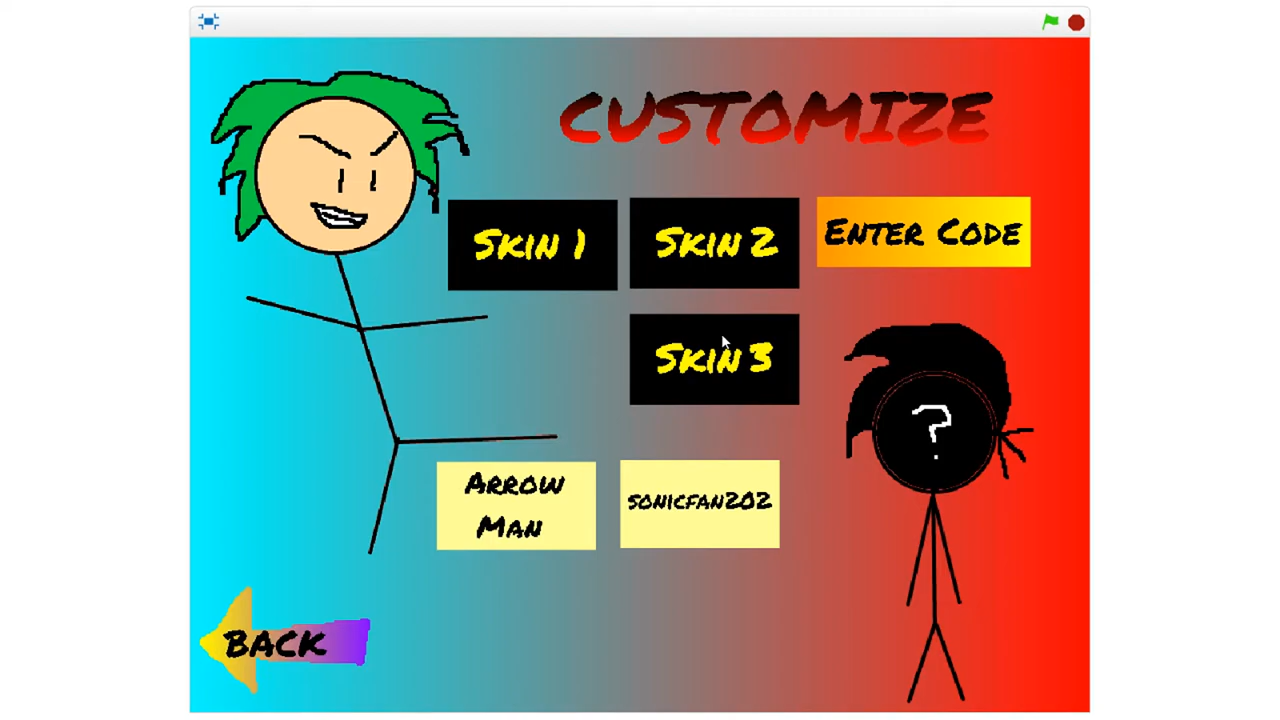 CUSTOMIZE
SKIN 1
SKIN 2
ENTER CODE
SKIN 3
?
ARROW
MAN
SONICFAN202
BACK